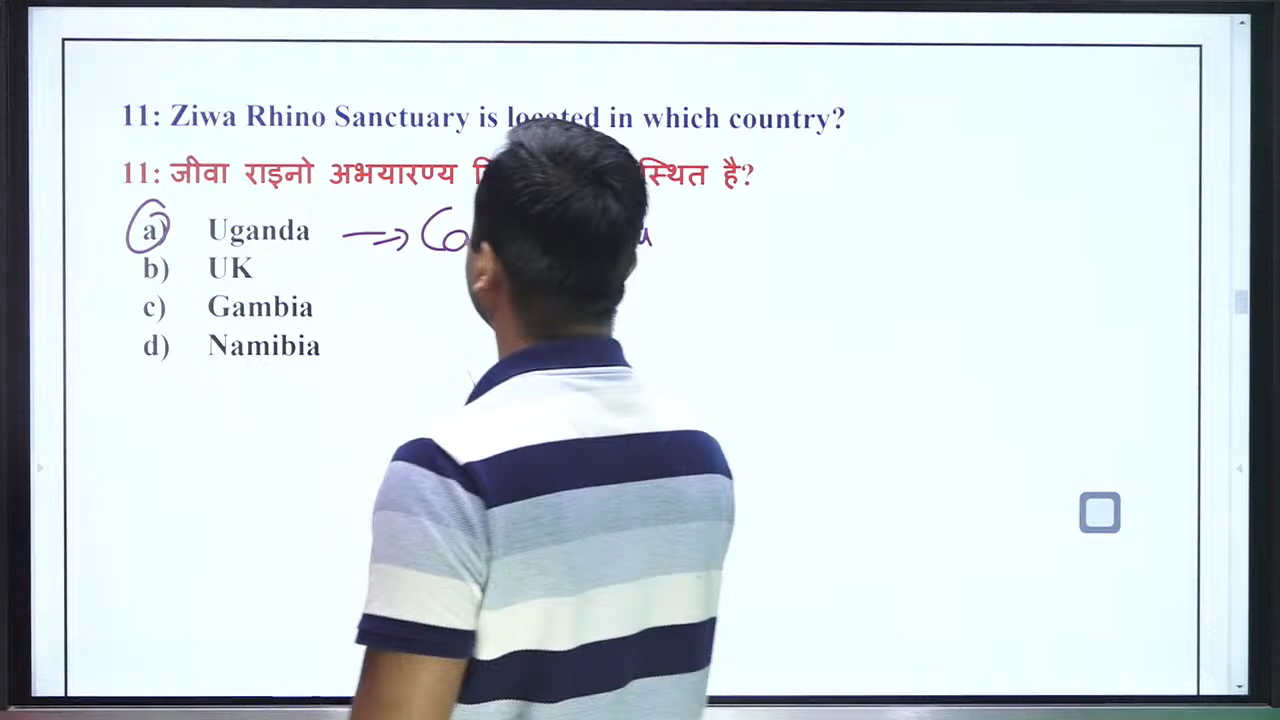 11: Ziwa Rhino Sanctuary is located in which country?
11: जीवा राइनो अभयारण्य स्थित है?
a) Uganda
b) UK
c) Gambia
d) Namibia